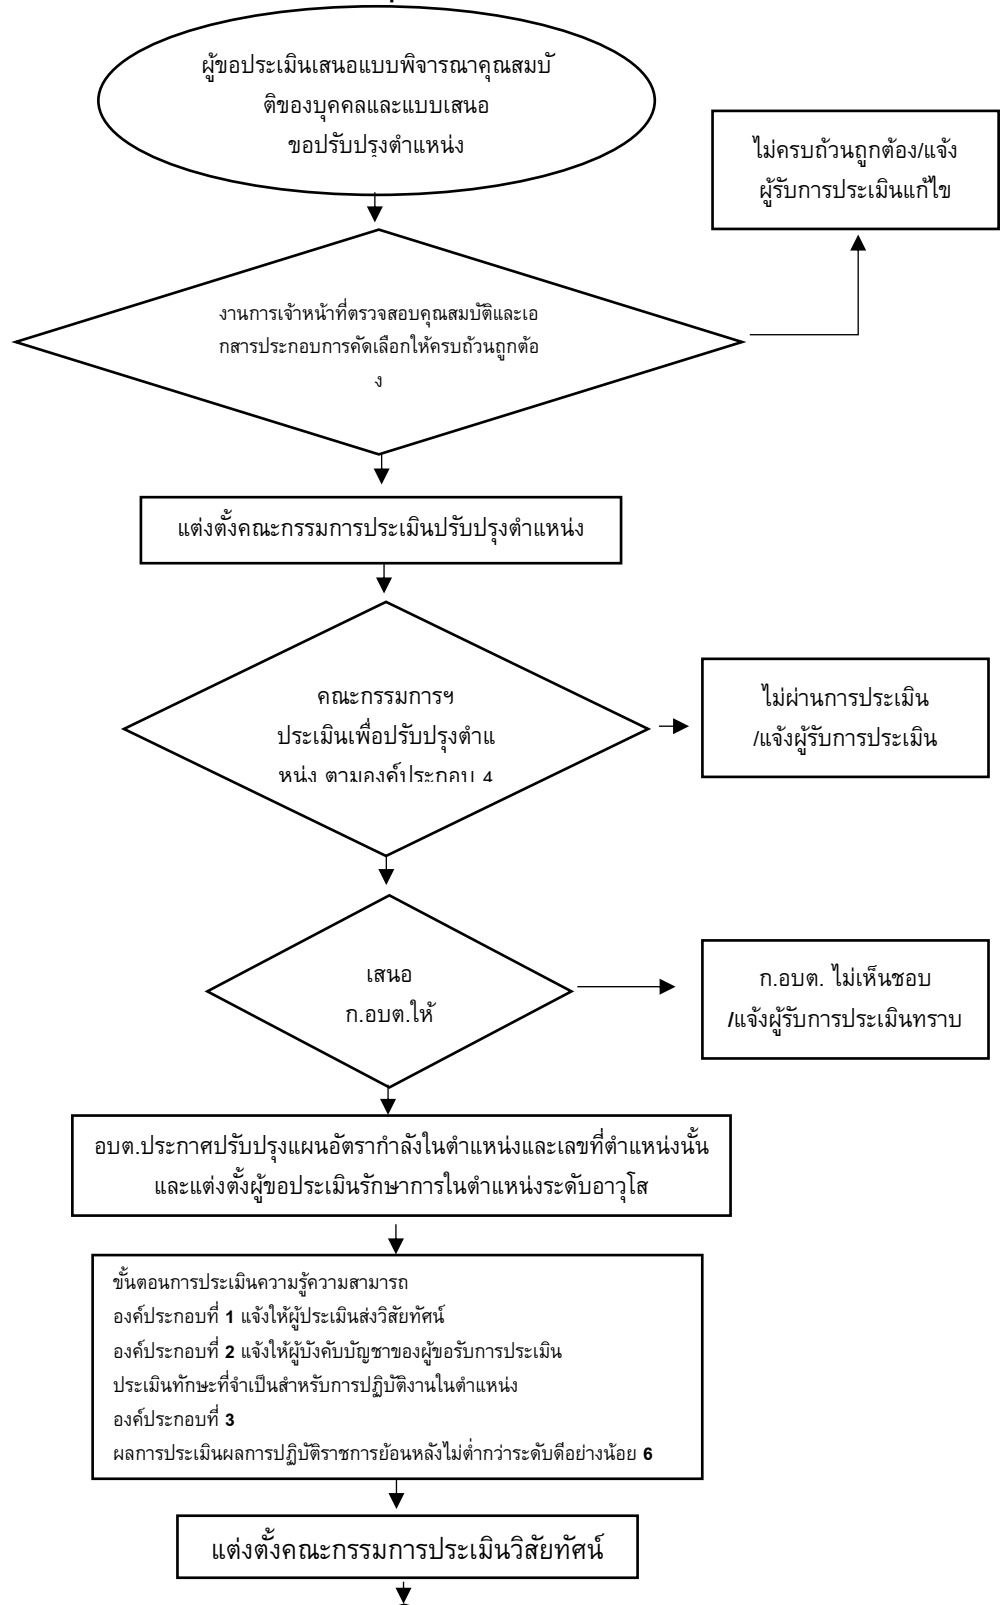 ผู้ขอประเมินเสนอแบบพิจารณาคุณสมบั
ติของบุคคลและแบบเสนอ
ขอปรับปรุงตำแหน่ง
ไม่ครบถ้วนถูกต้อง/แจ้ง
ผู้รับการประเมินแก้ไข
งานการเจ้าหน้าที่ตรวจสอบคุณสมบัติและเอ
กสารประกอบการคัดเลือกให้ครบถ้วนถูกต้อ
ง
แต่งตั้งคณะกรรมการประเมินปรับปรุงตำแหน่ง
คณะกรรมการฯ
ประเมินเพื่อปรับปรุงตำแ
หน่ง ตามองค์ประกอบ 4
ไม่ผ่านการประเมิน
/แจ้งผู้รับการประเมิน
เสนอ
ก.อบต.ให้
ก.อบต. ไม่เห็นชอบ
/แจ้งผู้รับการประเมินทราบ
อบต.ประกาศปรับปรุงแผนอัตรากำลังในตำแหน่งและเลขที่ตำแหน่งนั้น
และแต่งตั้งผู้ขอประเมินรักษาการในตำแหน่งระดับอาวุโส
ขั้นตอนการประเมินความรู้ความสามารถ
องค์ประกอบที่ 1 แจ้งให้ผู้ประเมินส่งวิสัยทัศน์
องค์ประกอบที่ 2 แจ้งให้ผู้บังคับบัญชาของผู้ขอรับการประเมิน
ประเมินทักษะที่จำเป็นสำหรับการปฏิบัติงานในตำแหน่ง
องค์ประกอบที่ 3
ผลการประเมินผลการปฏิบัติราชการย้อนหลังไม่ต่ำกว่าระดับดีอย่างน้อย 6
แต่งตั้งคณะกรรมการประเมินวิสัยทัศน์